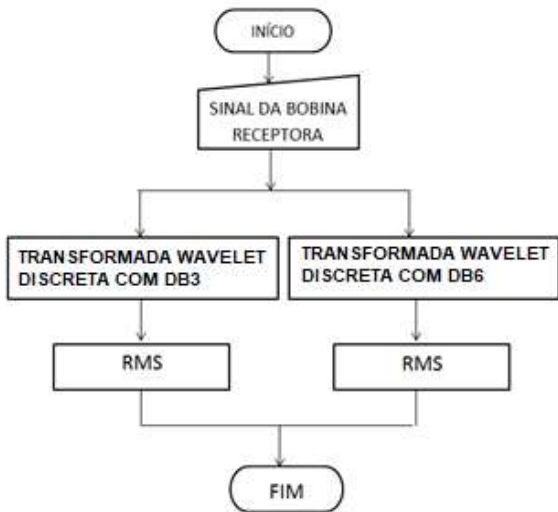 INÍCIO
SINAL DA BOBINA
RECEPTORA
TRANSFORMADA WAVELET
DISCRETA COM DB3
TRANSFORMADA WAVELET
DISCRETA COM DB6
RMS
RMS
FIM